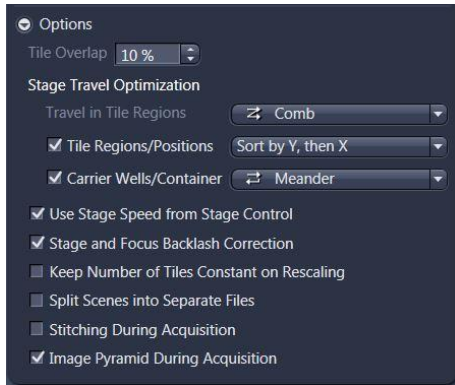 Options
Tile Overlap 10 %
Stage Travel Optimization
Travel in Tile Regions Comb
Tile Regions/Positions Sort by Y, then X
Carrier Wells/Container Meander
Use Stage Speed from Stage Control
Stage and Focus Backlash Correction
Keep Number of Tiles Constant on Rescaling
Split Scenes into Separate Files
Stitching During Acquisition
Image Pyramid During Acquisition